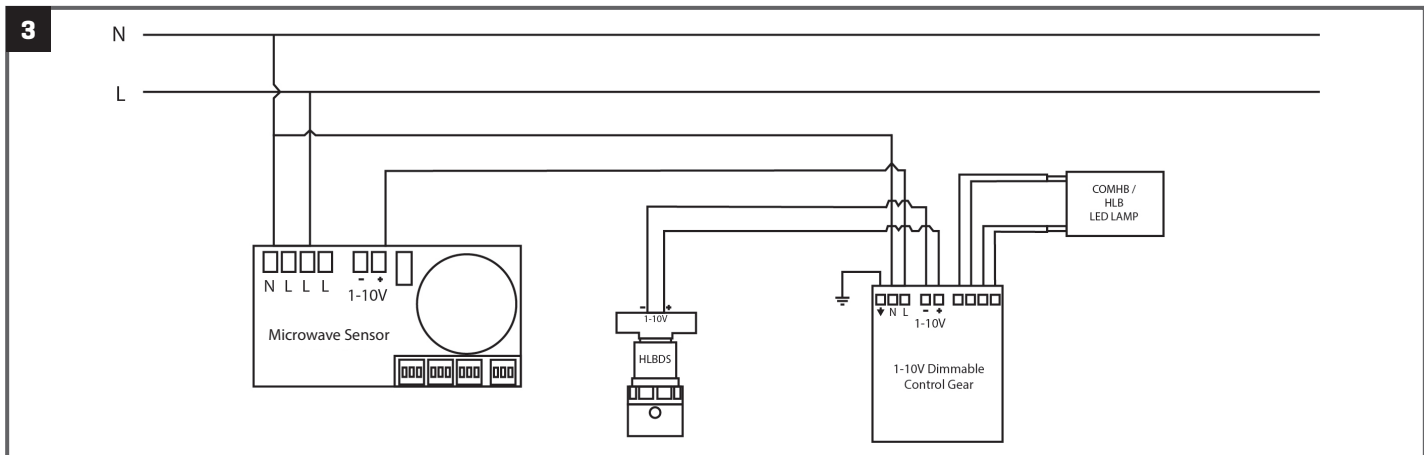 3
N
L
N L L L
- +
1-10V
Microwave Sensor
- +
1-10V
HLBDS
N L - +
1-10V
1-10V Dimmable
Control Gear
COMHB /
HLB
LED LAMP